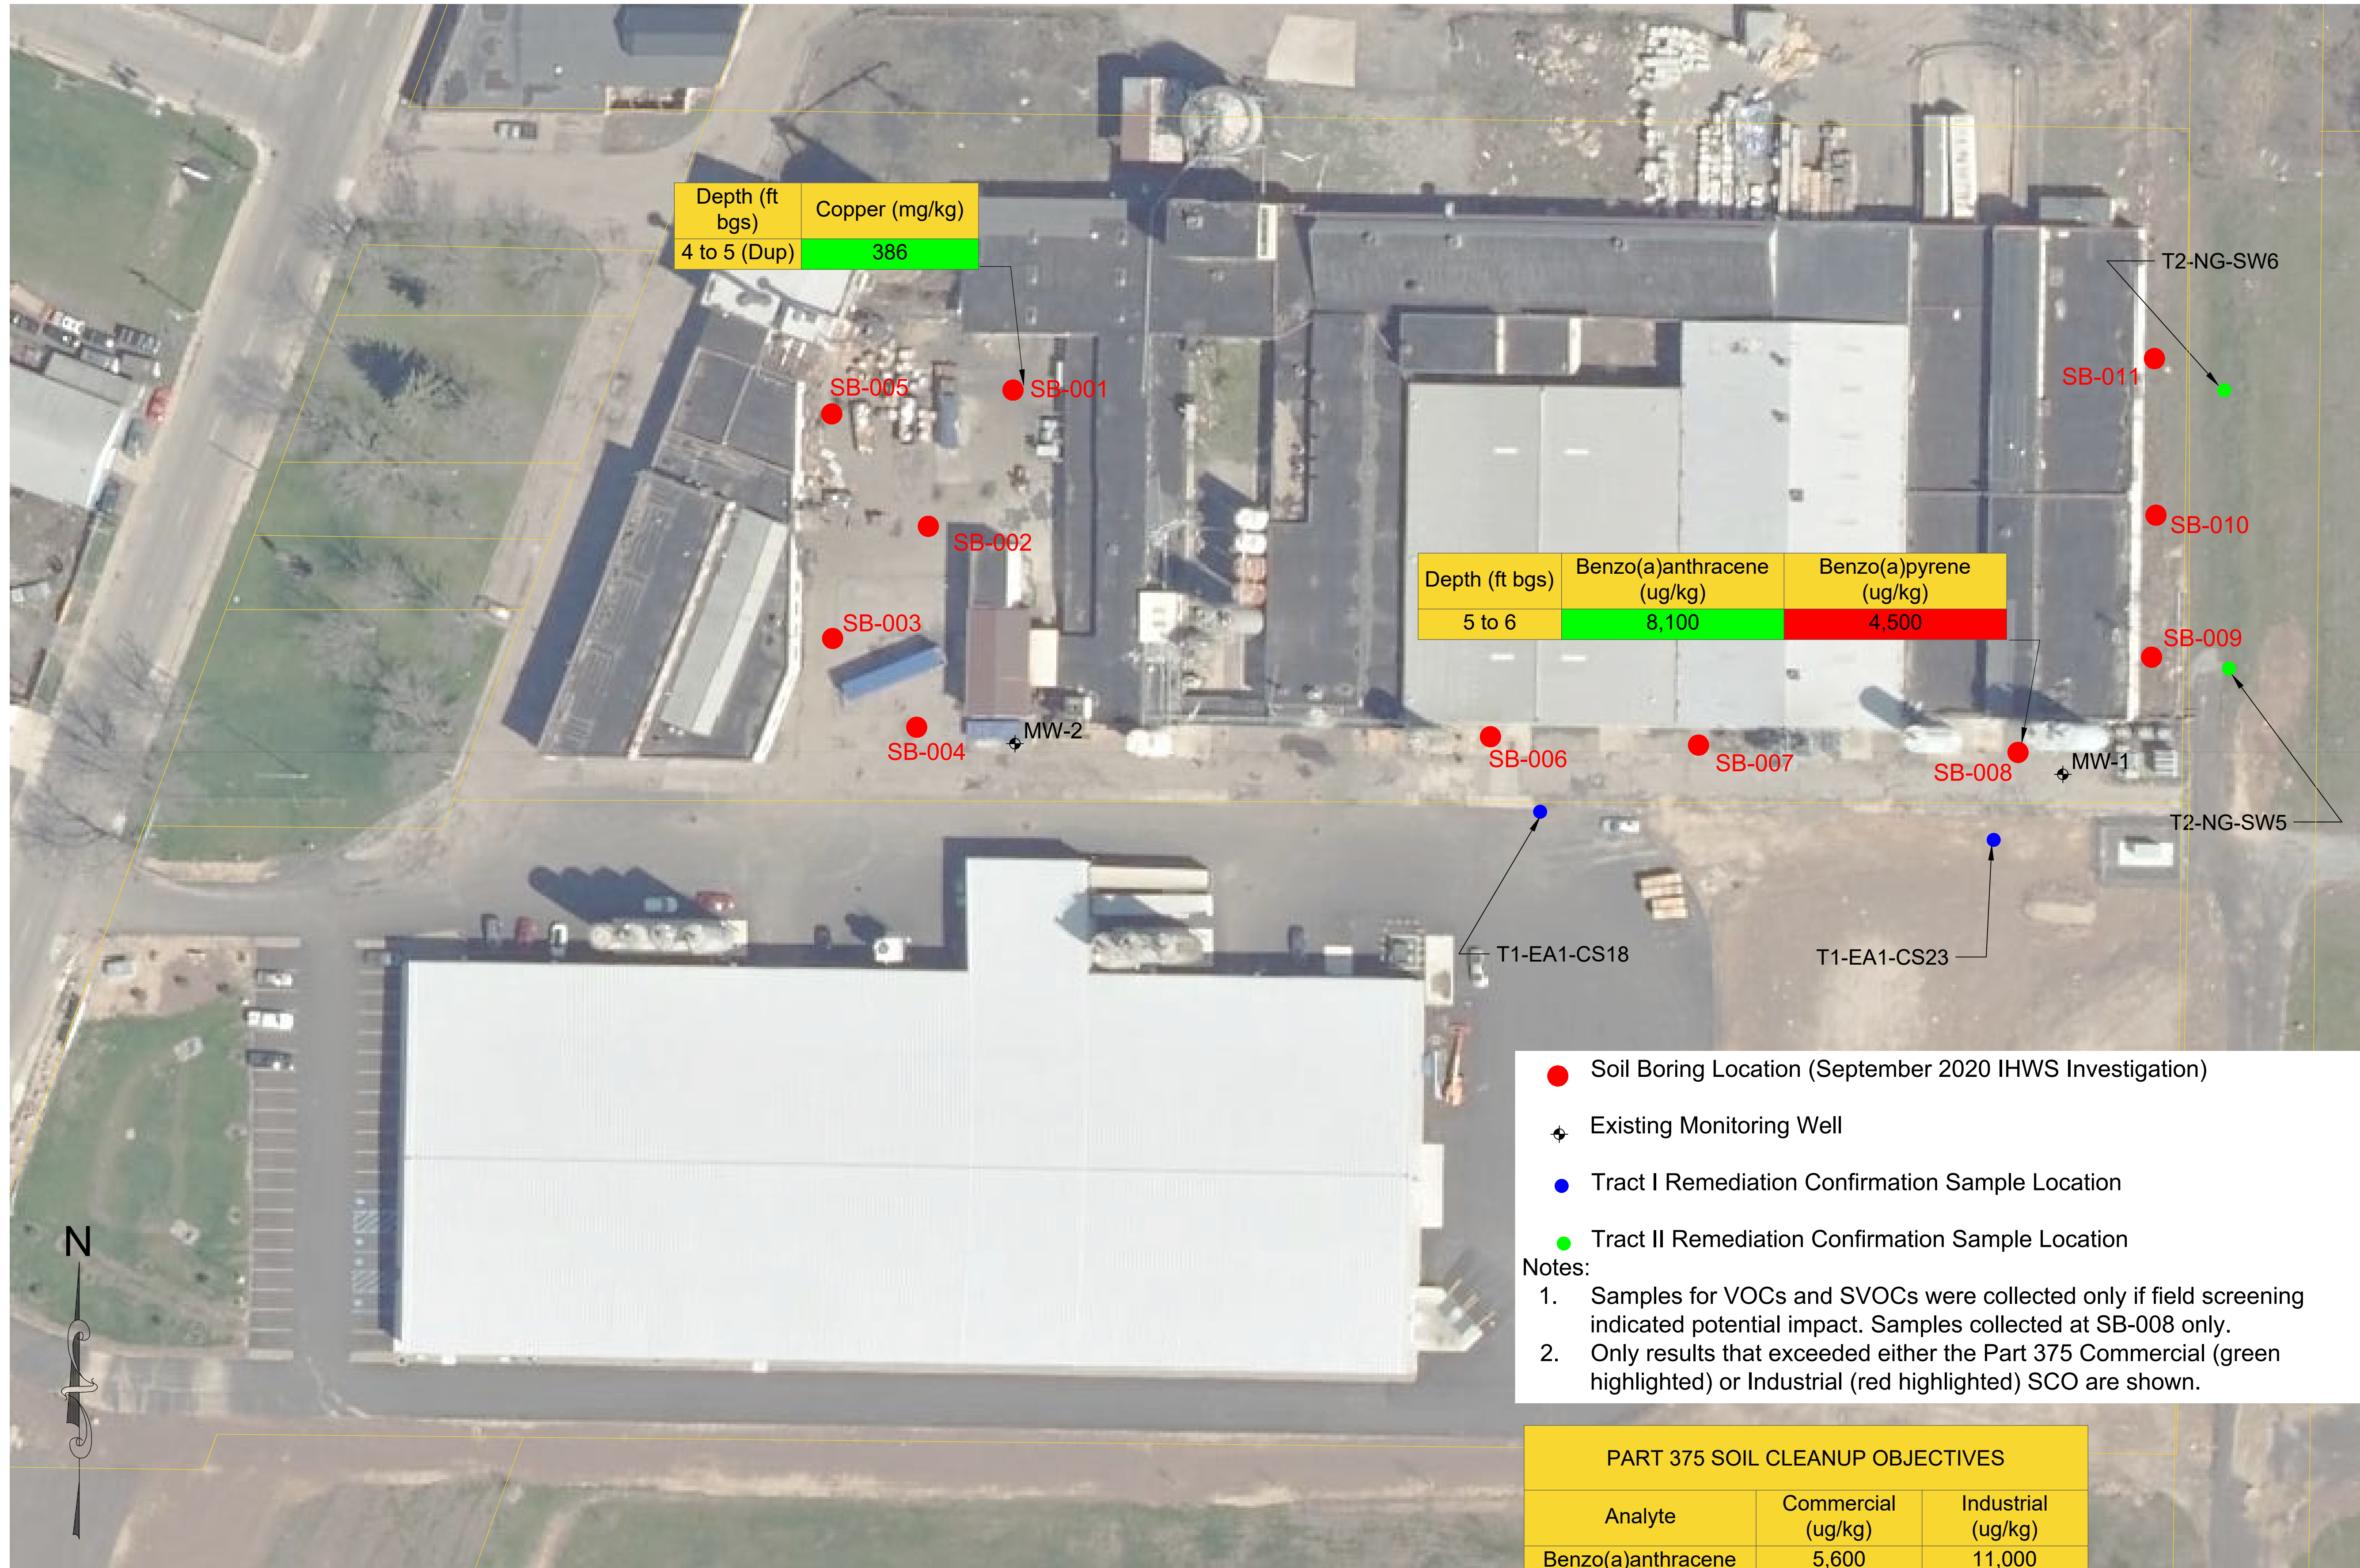 Depth (ft
bgs)
Copper (mg/kg)
4 to 5 (Dup)
386
T2-NG-SW6
SB-011
SB-005
SB-001
SB-002
SB-010
Depth (ft bgs)
Benzo(a)anthracene
(ug/kg)
Benzo(a)pyrene
(ug/kg)
5 to 6
8,100
4,500
SB-003
SB-009
SB-004
MW-2
SB-006
SB-007
SB-008
MW-1
T2-NG-SW5
T1-EA1-CS18
T1-EA1-CS23
Soil Boring Location (September 2020 IHWS Investigation)
Existing Monitoring Well
Tract I Remediation Confirmation Sample Location
Tract II Remediation Confirmation Sample Location
Notes:
1. Samples for VOCs and SVOCs were collected only if field screening
indicated potential impact. Samples collected at SB-008 only.
2. Only results that exceeded either the Part 375 Commercial (green
highlighted) or Industrial (red highlighted) SCO are shown.
N
PART 375 SOIL CLEANUP OBJECTIVES
Analyte
Commercial
(ug/kg)
Industrial
(ug/kg)
Benzo(a)anthracene
5,600
11,000